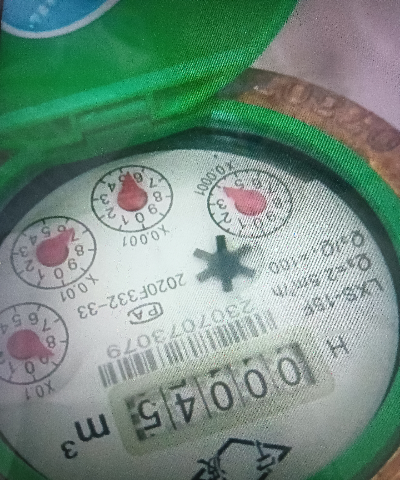 00045 m³
H
2307073079
LXS-15F
Q₃=2.5m³/h
Q₃/Q₁=100
PA
2020F332-33
X0.1
X0.01
X0.001
X0.0001